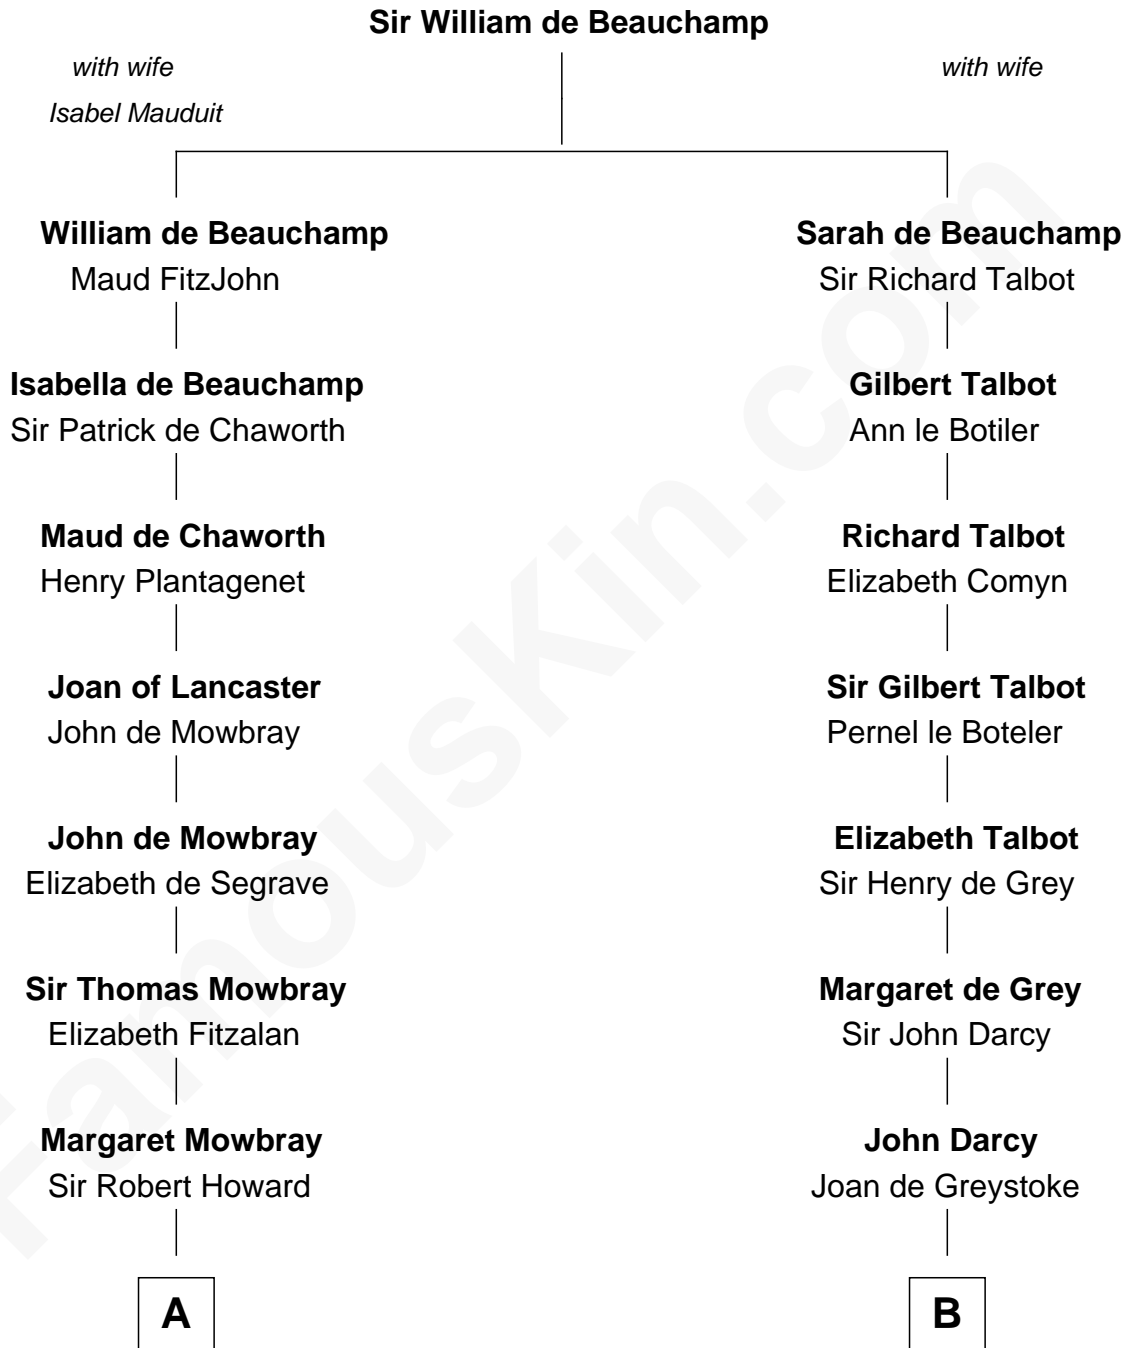 Sir William de Beauchamp
with wife
Isabel Mauduit
with wife
William de Beauchamp
Maud FitzJohn
Sarah de Beauchamp
Sir Richard Talbot
Isabella de Beauchamp
Sir Patrick de Chaworth
Gilbert Talbot
Ann le Botiler
Maud de Chaworth
Henry Plantagenet
Richard Talbot
Elizabeth Comyn
Joan of Lancaster
John de Mowbray
Sir Gilbert Talbot
Pernel le Boteler
John de Mowbray
Elizabeth de Segrave
Elizabeth Talbot
Sir Henry de Grey
Sir Thomas Mowbray
Elizabeth Fitzalan
Margaret de Grey
Sir John Darcy
Margaret Mowbray
Sir Robert Howard
John Darcy
Joan de Greystoke
A
B
FamousKin.com